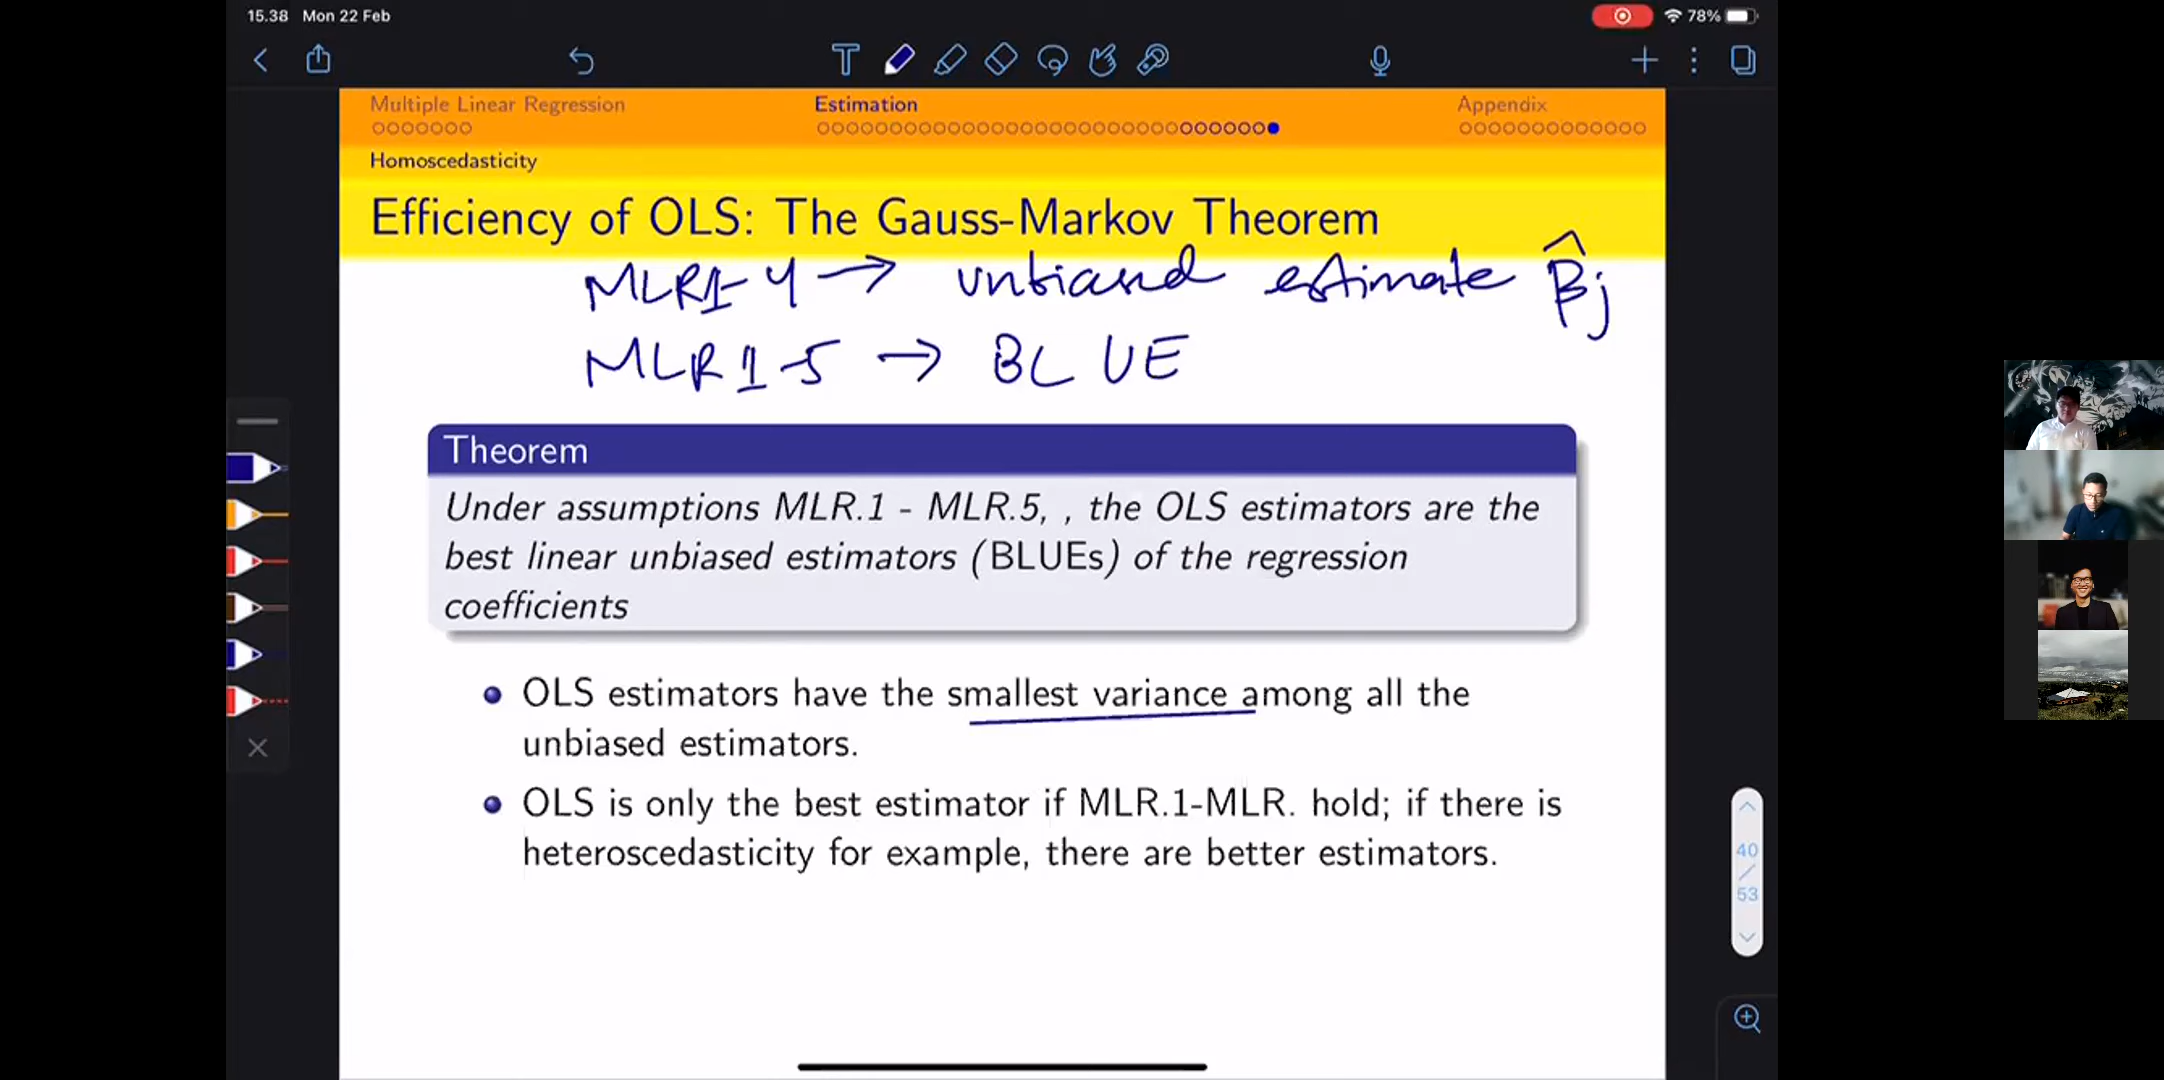 15.38 Mon 22 Feb
78%
Multiple Linear Regression
Estimation
Appendix
Homoscedasticity
Efficiency of OLS: The Gauss-Markov Theorem
MLR1-4 → unbiased estimate β̂j
MLR1-5 → BLUE
Theorem
Under assumptions MLR.1 - MLR.5, , the OLS estimators are the
best linear unbiased estimators (BLUEs) of the regression
coefficients
OLS estimators have the smallest variance among all the
unbiased estimators.
OLS is only the best estimator if MLR.1-MLR. hold; if there is
heteroscedasticity for example, there are better estimators.
40
/
53